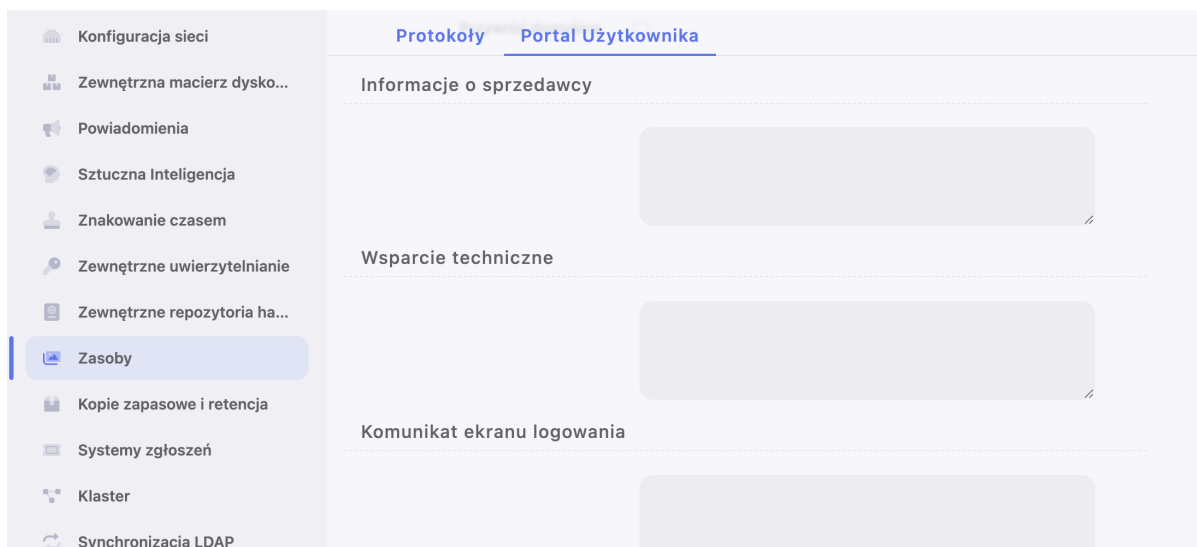 Konfiguracja sieci
Zewnętrzna macierz dysko...
Powiadomienia
Sztuczna Inteligencja
Znakowanie czasem
Zewnętrzne uwierzytelnianie
Zewnętrzne repozytoria ha...
Zasoby
Kopie zapasowe i retencja
Systemy zgłoszeń
Klaster
Synchronizacja LDAP
Protokoły
Portal Użytkownika
Informacje o sprzedawcy
Wsparcie techniczne
Komunikat ekranu logowania